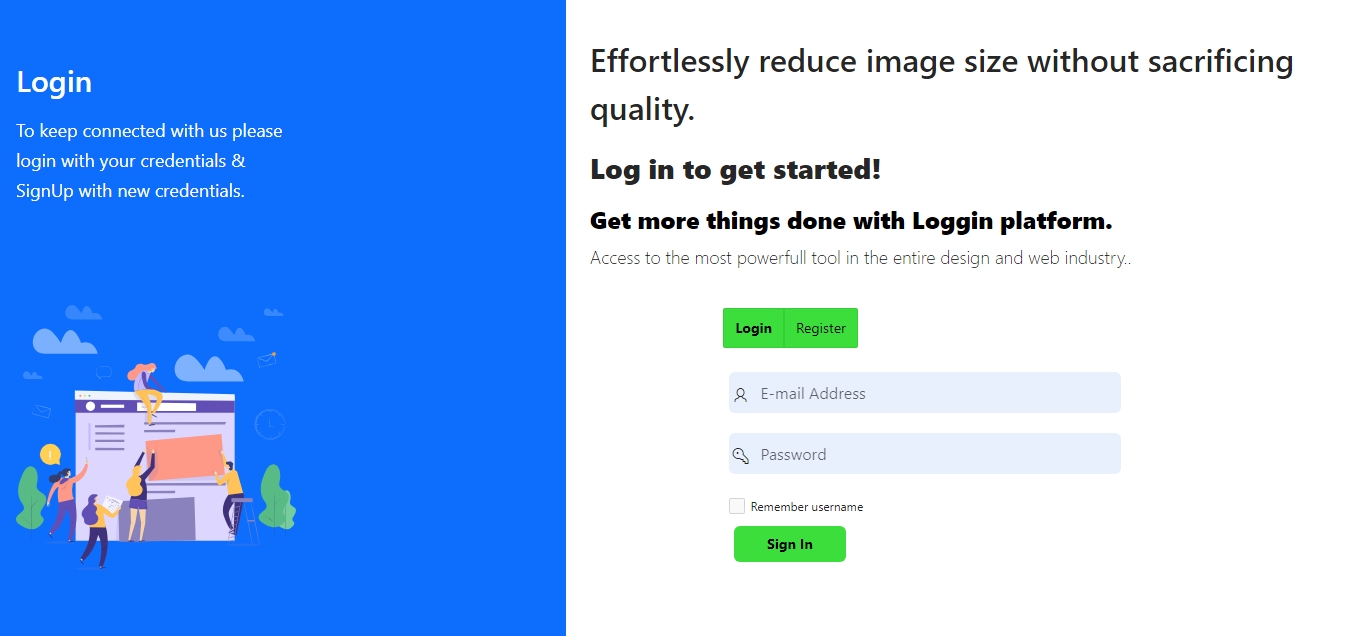 Login
To keep connected with us please
login with your credentials &
SignUp with new credentials.
Effortlessly reduce image size without sacrificing
quality.
Log in to get started!
Get more things done with Loggin platform.
Access to the most powerfull tool in the entire design and web industry..
Login Register
E-mail Address
Password
Remember username
Sign In